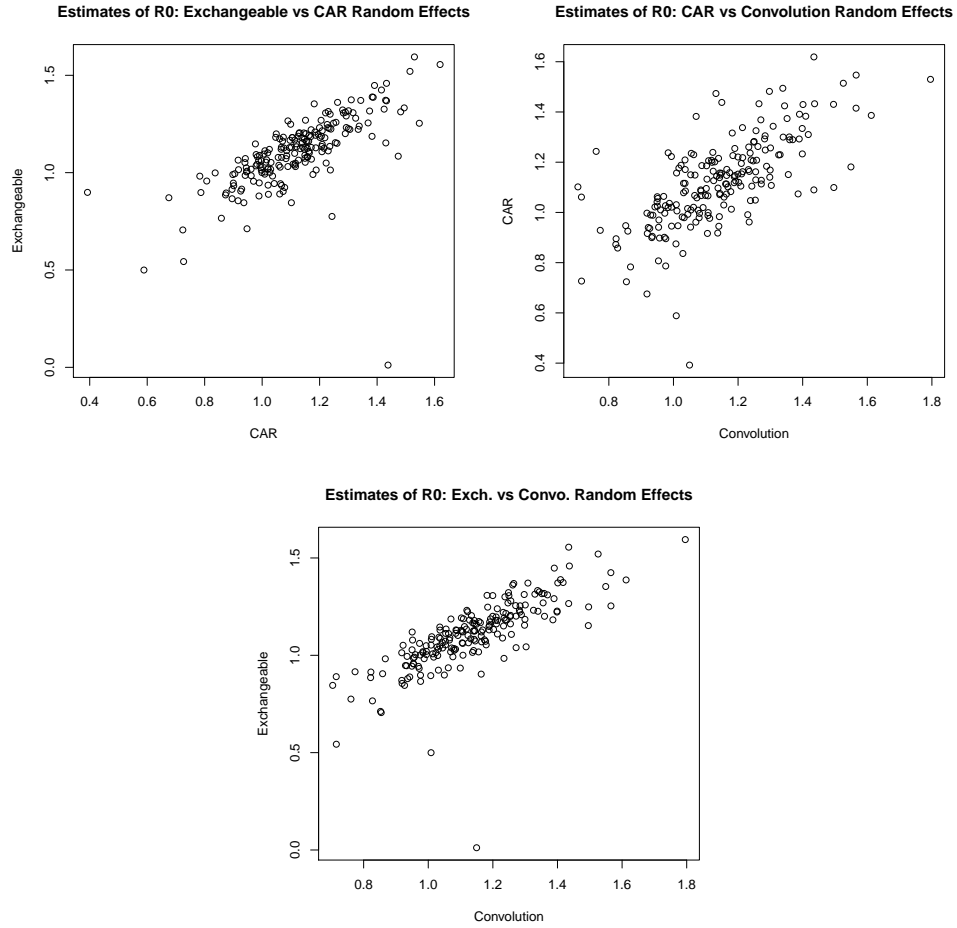 Estimates of R0: Exchangeable vs CAR Random Effects
Exchangeable
1.5
1.0
0.5
0.0
0.4 0.6 0.8 1.0 1.2 1.4 1.6
CAR
Estimates of R0: CAR vs Convolution Random Effects
CAR
1.6
1.4
1.2
1.0
0.8
0.6
0.4
0.8 1.0 1.2 1.4 1.6 1.8
Convolution
Estimates of R0: Exch. vs Convo. Random Effects
Exchangeable
1.5
1.0
0.5
0.0
0.8 1.0 1.2 1.4 1.6 1.8
Convolution